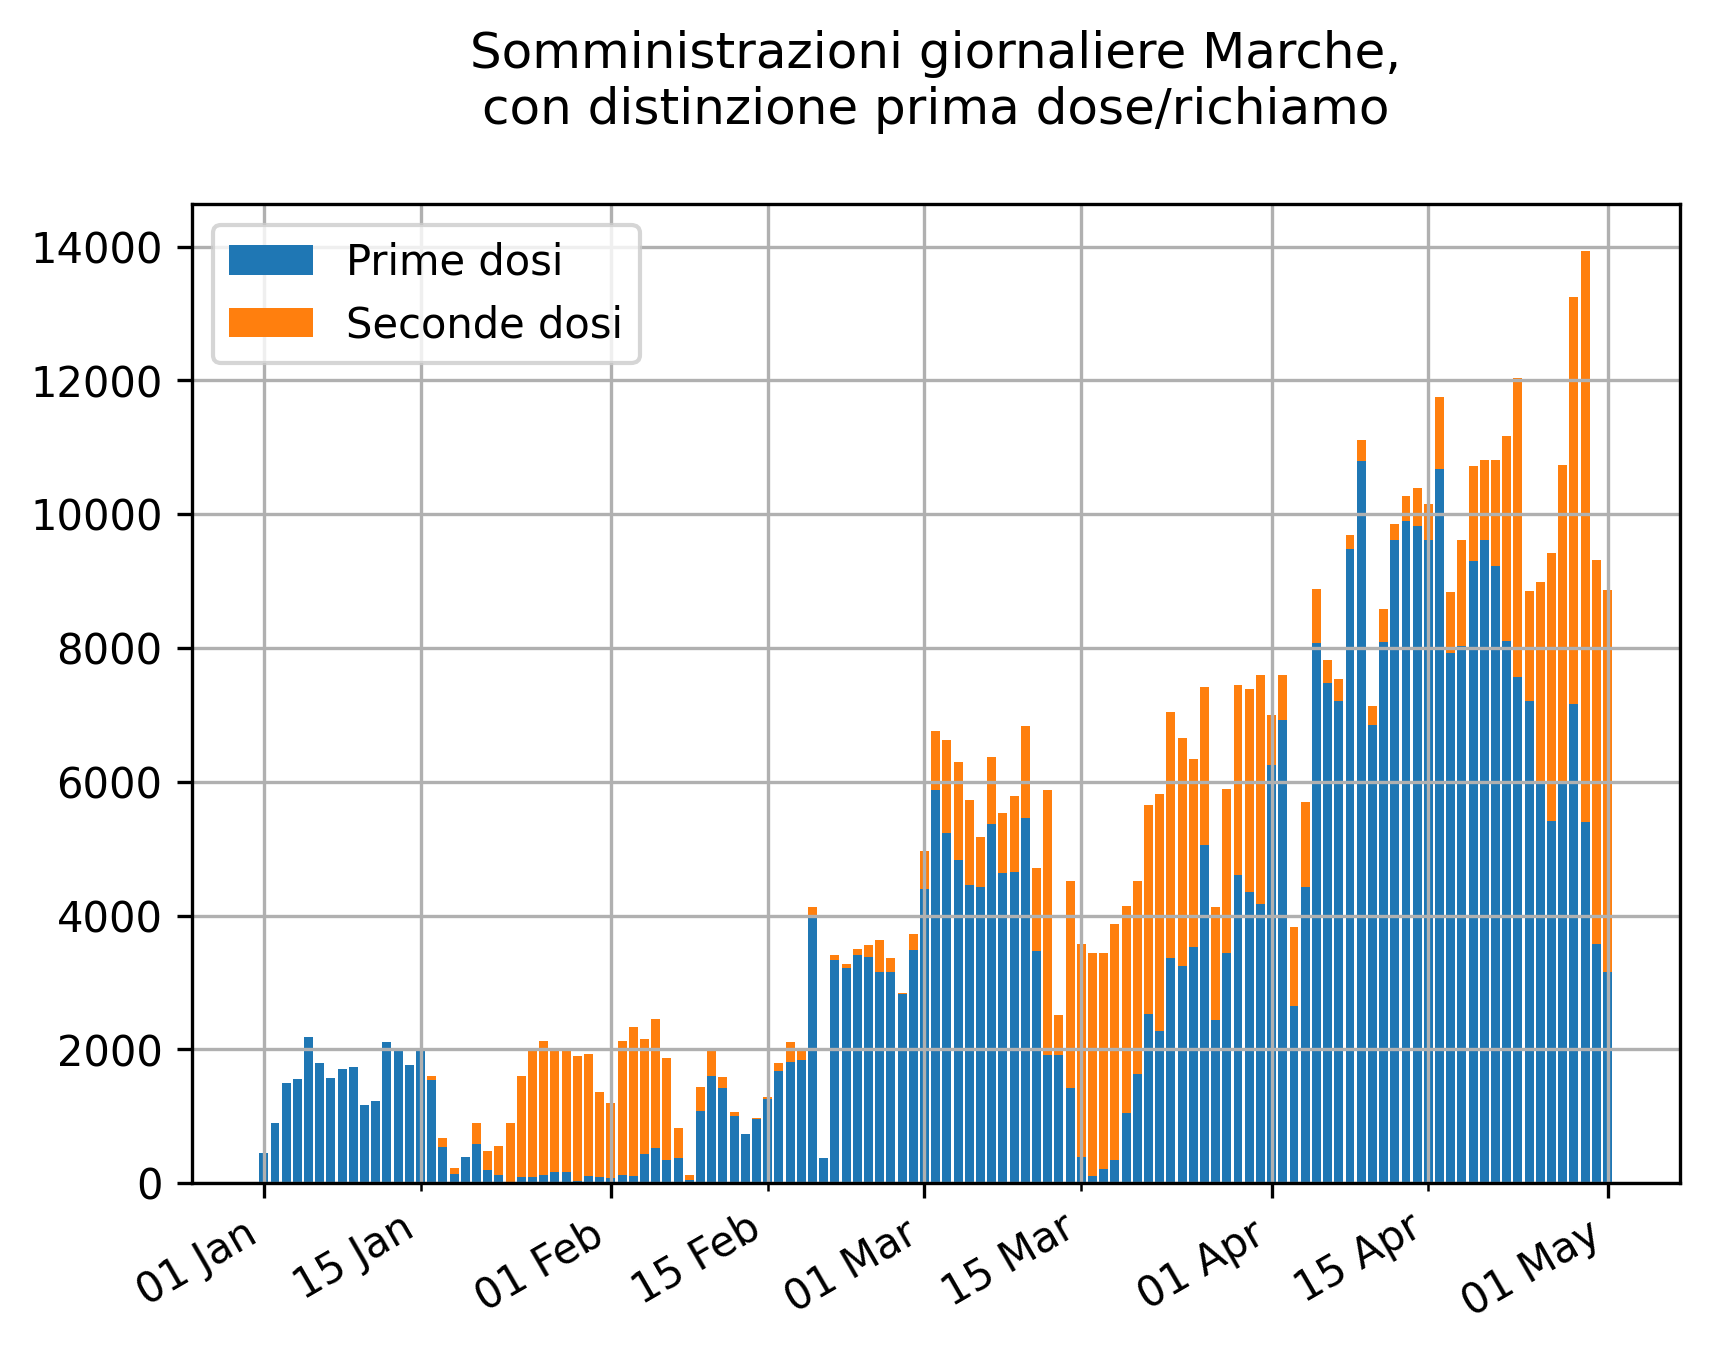 Somministrazioni giornaliere Marche,
con distinzione prima dose/richiamo
Prime dosi
Seconde dosi
14000
12000
10000
8000
6000
4000
2000
0
01 Jan
15 Jan
01 Feb
15 Feb
01 Mar
15 Mar
01 Apr
15 Apr
01 May